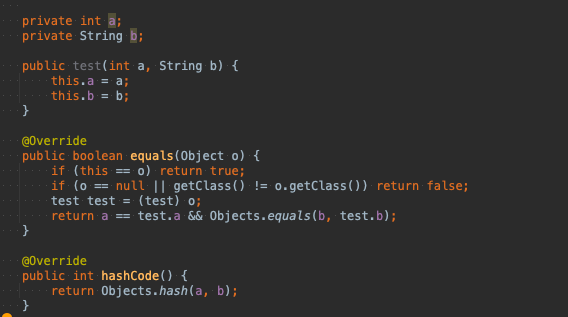 private int a;
private String b;
public test(int a, String b) {
this.a = a;
this.b = b;
}
@Override
public boolean equals(Object o) {
if (this == o) return true;
if (o == null || getClass() != o.getClass()) return false;
test test = (test) o;
return a == test.a && Objects.equals(b, test.b);
}
@Override
public int hashCode() {
return Objects.hash(a, b);
}